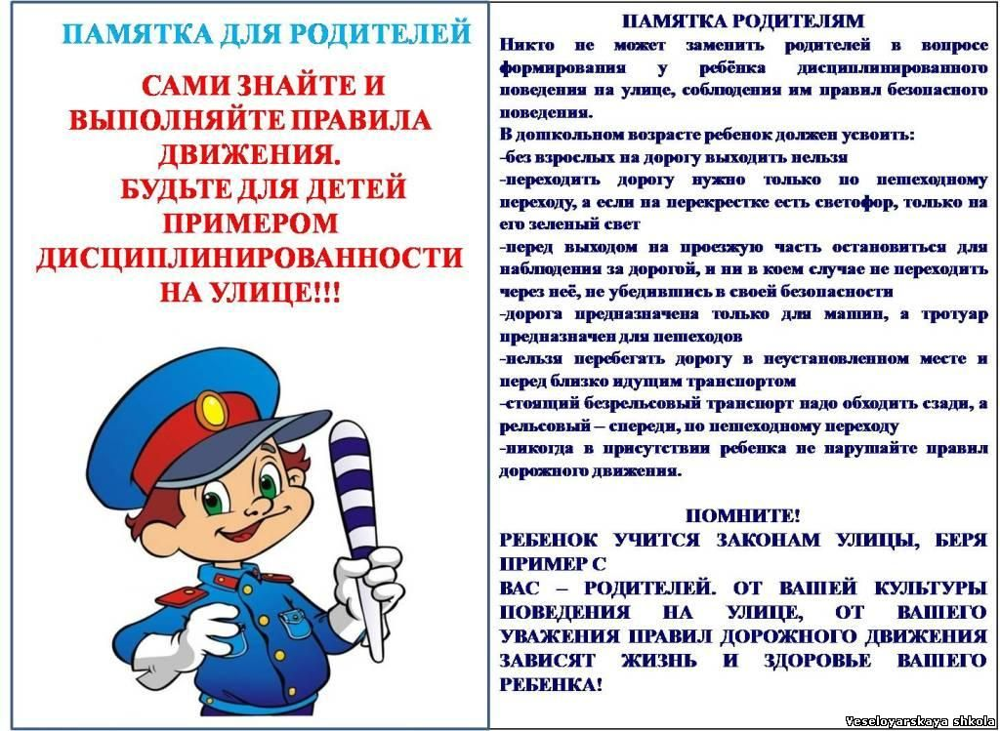 ПАМЯТКА ДЛЯ РОДИТЕЛЕЙ
САМИ ЗНАЙТЕ И
ВЫПОЛНЯЙТЕ ПРАВИЛА
ДВИЖЕНИЯ.
БУДЬТЕ ДЛЯ ДЕТЕЙ
ПРИМЕРОМ
ДИСЦИПЛИНИРОВАННОСТИ
НА УЛИЦЕ!!!
ПАМЯТКА РОДИТЕЛЯМ
Никто не может заменить родителей в вопросе
формирования у ребёнка дисциплинированного
поведения на улице, соблюдения им правил безопасного
поведения.
В дошкольном возрасте ребенок должен усвоить:
-без взрослых на дорогу выходить нельзя
-переходить дорогу нужно только по пешеходному
переходу, а если на перекрестке есть светофор, только на
его зеленый свет
-перед выходом на проезжую часть остановиться для
наблюдения за дорогой, и ни в коем случае не переходить
через неё, не убедившись в своей безопасности
-дорога предназначена только для машин, а тротуар
предназначен для пешеходов
-нельзя перебегать дорогу в неустановленном месте и
перед близко идущим транспортом
-стоящий безрельсовый транспорт надо обходить сзади, а
рельсовый – спереди, по пешеходному переходу
-никогда в присутствии ребенка не нарушайте правил
дорожного движения.
ПОМНИТЕ!
РЕБЕНОК УЧИТСЯ ЗАКОНАМ УЛИЦЫ, БЕРЯ
ПРИМЕР С
ВАС – РОДИТЕЛЕЙ. ОТ ВАШЕЙ КУЛЬТУРЫ
ПОВЕДЕНИЯ НА УЛИЦЕ, ОТ ВАШЕГО
УВАЖЕНИЯ ПРАВИЛ ДОРОЖНОГО ДВИЖЕНИЯ
ЗАВИСЯТ ЖИЗНЬ И ЗДОРОВЬЕ ВАШЕГО
РЕБЕНКА!
Veseloyarskaya shkola